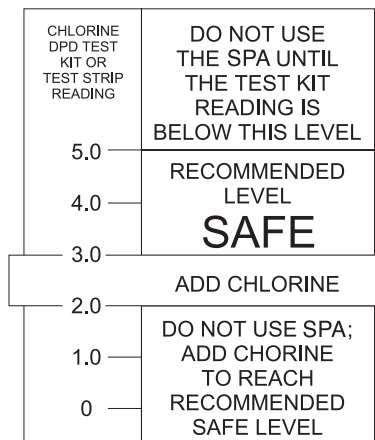 CHLORINE
DPD TEST
KIT OR
TEST STRIP
READING
DO NOT USE
THE SPA UNTIL
THE TEST KIT
READING IS
BELOW THIS LEVEL
5.0
RECOMMENDED
LEVEL
4.0
SAFE
3.0
ADD CHLORINE
2.0
DO NOT USE SPA;
ADD CHORINE
1.0
TO REACH
RECOMMENDED
0
SAFE LEVEL